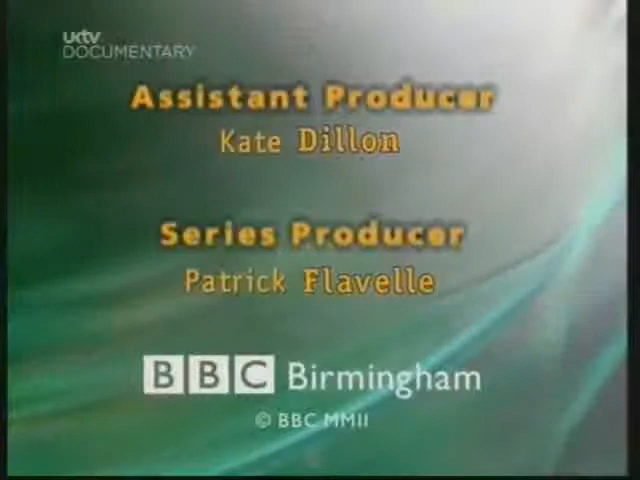 uktv
DOCUMENTARY
Assistant Producer
Kate Dillon
Series Producer
Patrick Flavelle
BBC Birmingham
© BBC MMII